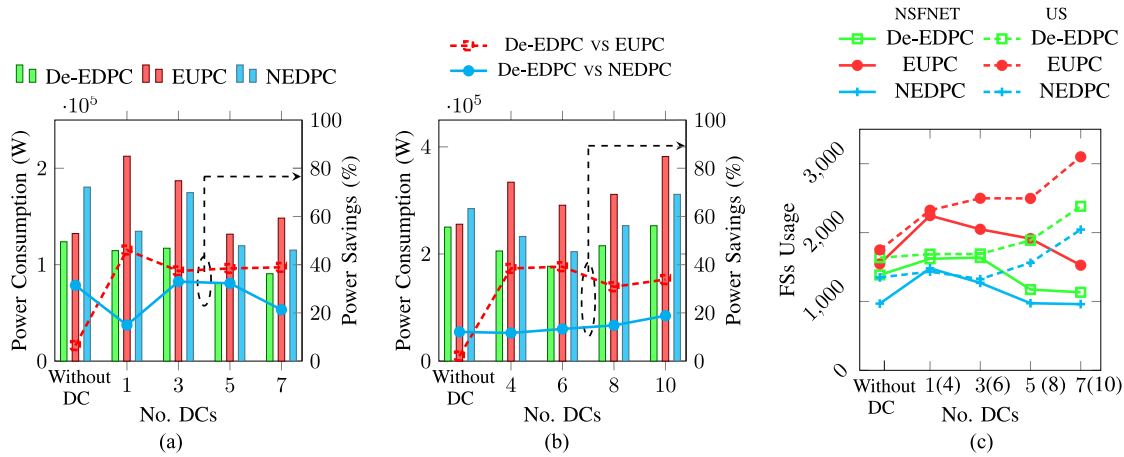 De-EDPC EUPC NEDPC
·10⁵
Power Consumption (W)
2
1
0
100
80
60
40
20
0
Power Savings (%)
Without DC
1
3
5
7
No. DCs
(a)
De-EDPC vs EUPC
De-EDPC vs NEDPC
·10⁵
Power Consumption (W)
4
2
0
100
80
60
40
20
0
Power Savings (%)
Without DC
4
6
8
10
No. DCs
(b)
NSFNET US
De-EDPC De-EDPC
EUPC EUPC
NEDPC NEDPC
FSs Usage
3,000
2,000
1,000
0
Without DC
1(4)
3(6)
5 (8)
7(10)
No. DCs
(c)